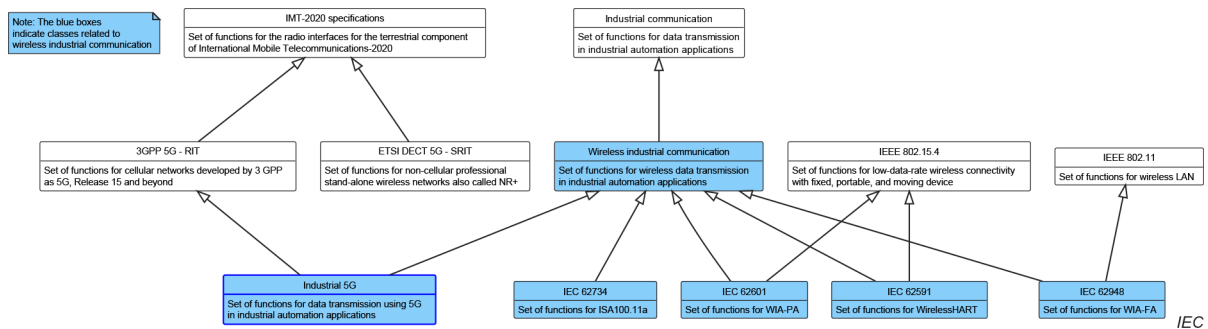 Note: The blue boxes
indicate classes related to
wireless industrial communication
IMT-2020 specifications
Set of functions for the radio interfaces for the terrestrial component
of International Mobile Telecommunications-2020
Industrial communication
Set of functions for data transmission
in industrial automation applications
3GPP 5G - RIT
Set of functions for cellular networks developed by 3 GPP
as 5G, Release 15 and beyond
ETSI DECT 5G - SRIT
Set of functions for non-cellular professional
stand-alone wireless networks also called NR+
Wireless industrial communication
Set of functions for wireless data transmission
in industrial automation applications
IEEE 802.15.4
Set of functions for low-data-rate wireless connectivity
with fixed, portable, and moving device
IEEE 802.11
Set of functions for wireless LAN
Industrial 5G
Set of functions for data transmission using 5G
in industrial automation applications
IEC 62734
Set of functions for ISA100.11a
IEC 62601
Set of functions for WIA-PA
IEC 62591
Set of functions for WirelessHART
IEC 62948
Set of functions for WIA-FA
IEC